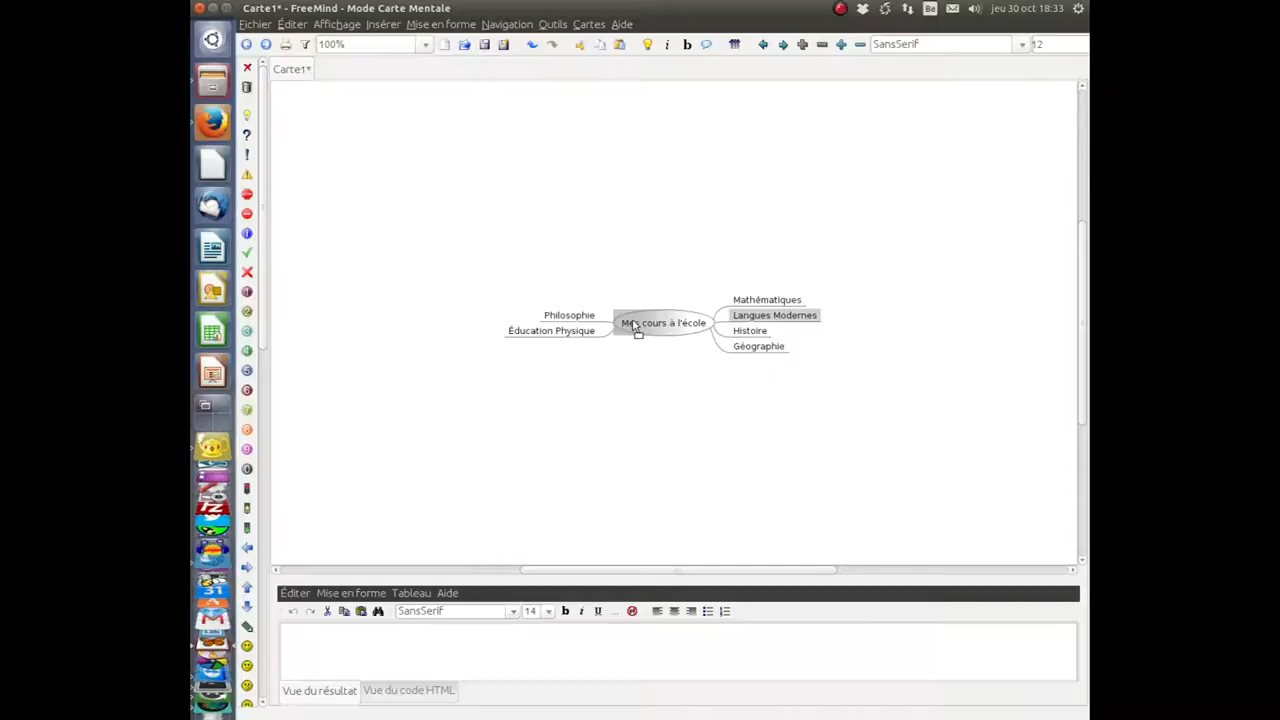 Carte1* - FreeMind - Mode Carte Mentale
Bé
jeu 30 oct 18:33
Fichier Éditer Affichage Insérer Mise en forme Navigation Outils Cartes Aide
100%
SansSerif
12
Carte1*
Mathématiques
Philosophie
Langues Modernes
Mes cours à l'école
Éducation Physique
Histoire
Géographie
Éditer Mise en forme Tableau Aide
SansSerif
14
Vue du résultat
Vue du code HTML